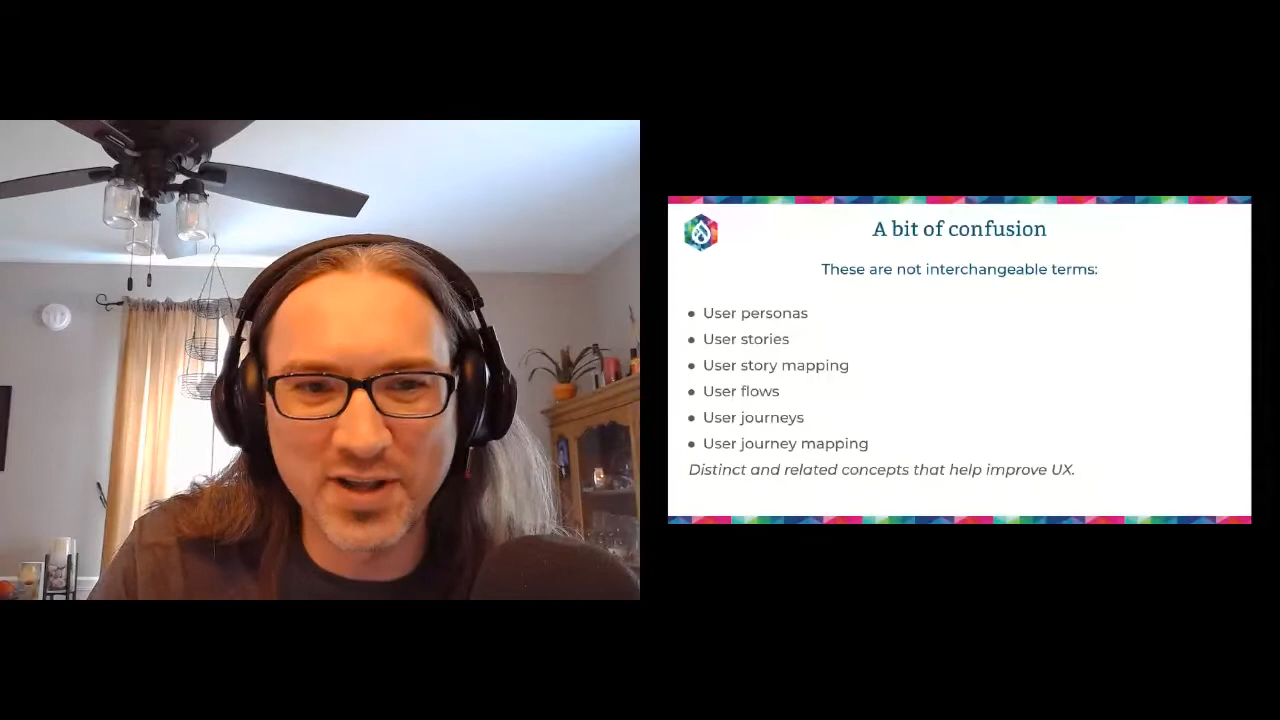 A bit of confusion
These are not interchangeable terms:
● User personas
● User stories
● User story mapping
● User flows
● User journeys
● User journey mapping
Distinct and related concepts that help improve UX.